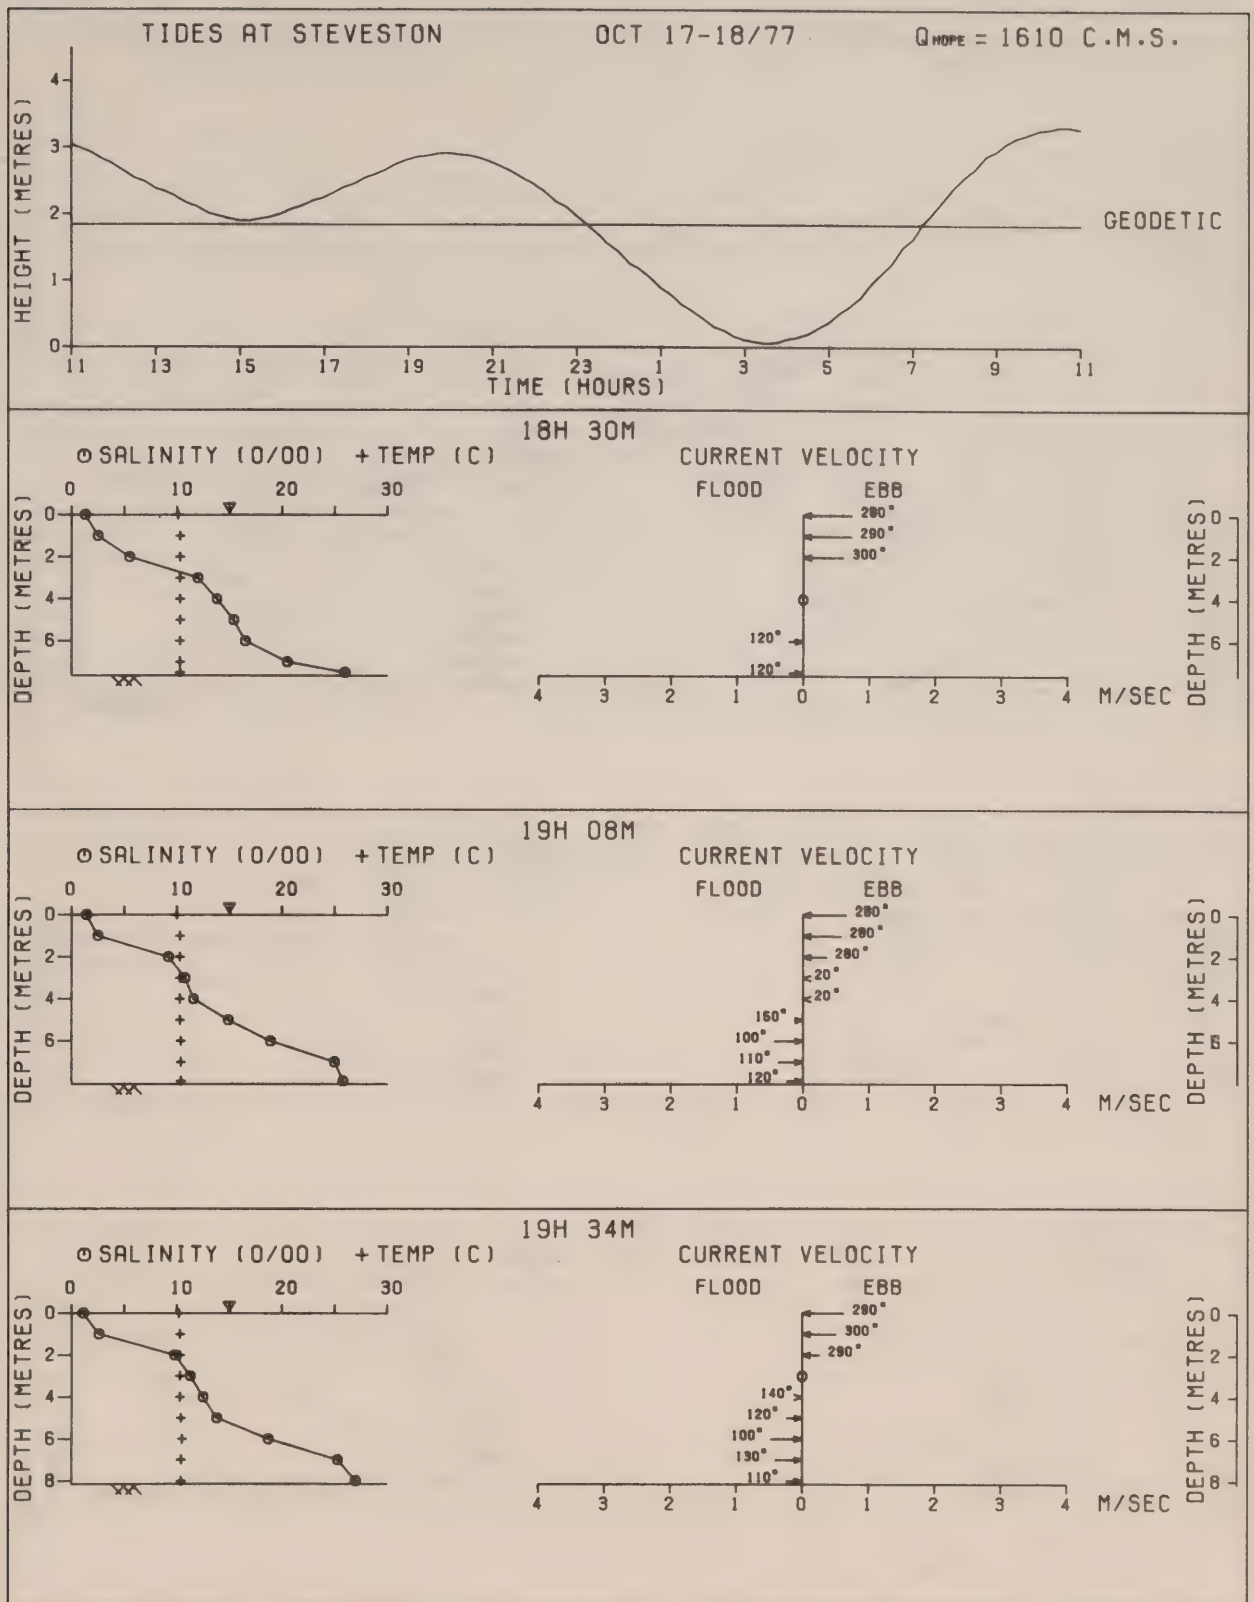 TIDES AT STEVESTON OCT 17-18/77 QHOPE = 1610 C.M.S.
HEIGHT (METRES)
4
3
2
1
0
GEODETIC
11 13 15 17 19 21 23 1 3 5 7 9 11
TIME (HOURS)
18H 30M
SALINITY (0/00) + TEMP (C) CURRENT VELOCITY
0 10 20 30 FLOOD EBB
DEPTH (METRES)
0
2
4
6
280°
290°
300°
120°
120°
4 3 2 1 0 1 2 3 4 M/SEC
DEPTH (METRES)
0
2
4
6
19H 08M
SALINITY (0/00) + TEMP (C) CURRENT VELOCITY
0 10 20 30 FLOOD EBB
DEPTH (METRES)
0
2
4
6
280°
280°
280°
20°
20°
100°
110°
120°
4 3 2 1 0 1 2 3 4 M/SEC
DEPTH (METRES)
0
2
4
6
19H 34M
SALINITY (0/00) + TEMP (C) CURRENT VELOCITY
0 10 20 30 FLOOD EBB
DEPTH (METRES)
0
2
4
6
8
300°
290°
140°
120°
100°
130°
110°
4 3 2 1 0 1 2 3 4 M/SEC
DEPTH (METRES)
0
2
4
6
8